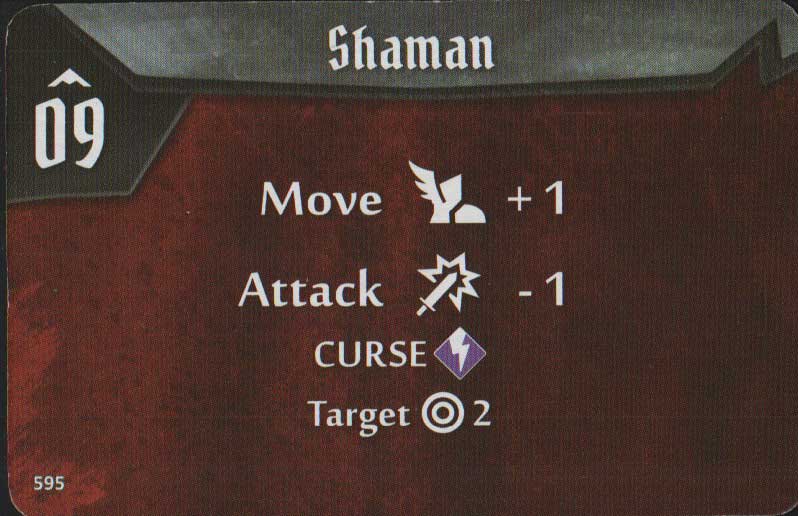 Shaman
09
Move + 1
Attack - 1
CURSE
Target 2
595